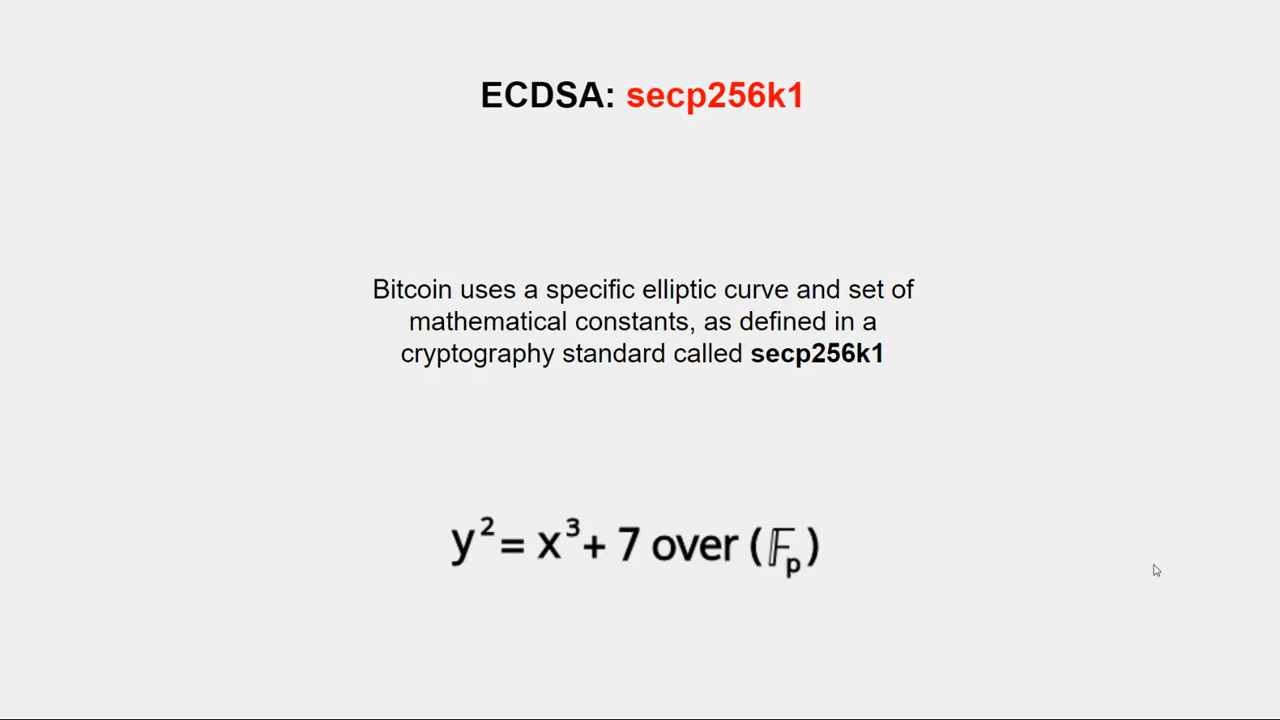 ECDSA: secp256k1
Bitcoin uses a specific elliptic curve and set of
mathematical constants, as defined in a
cryptography standard called secp256k1
y² = x³ + 7 over (𝔽ₚ)